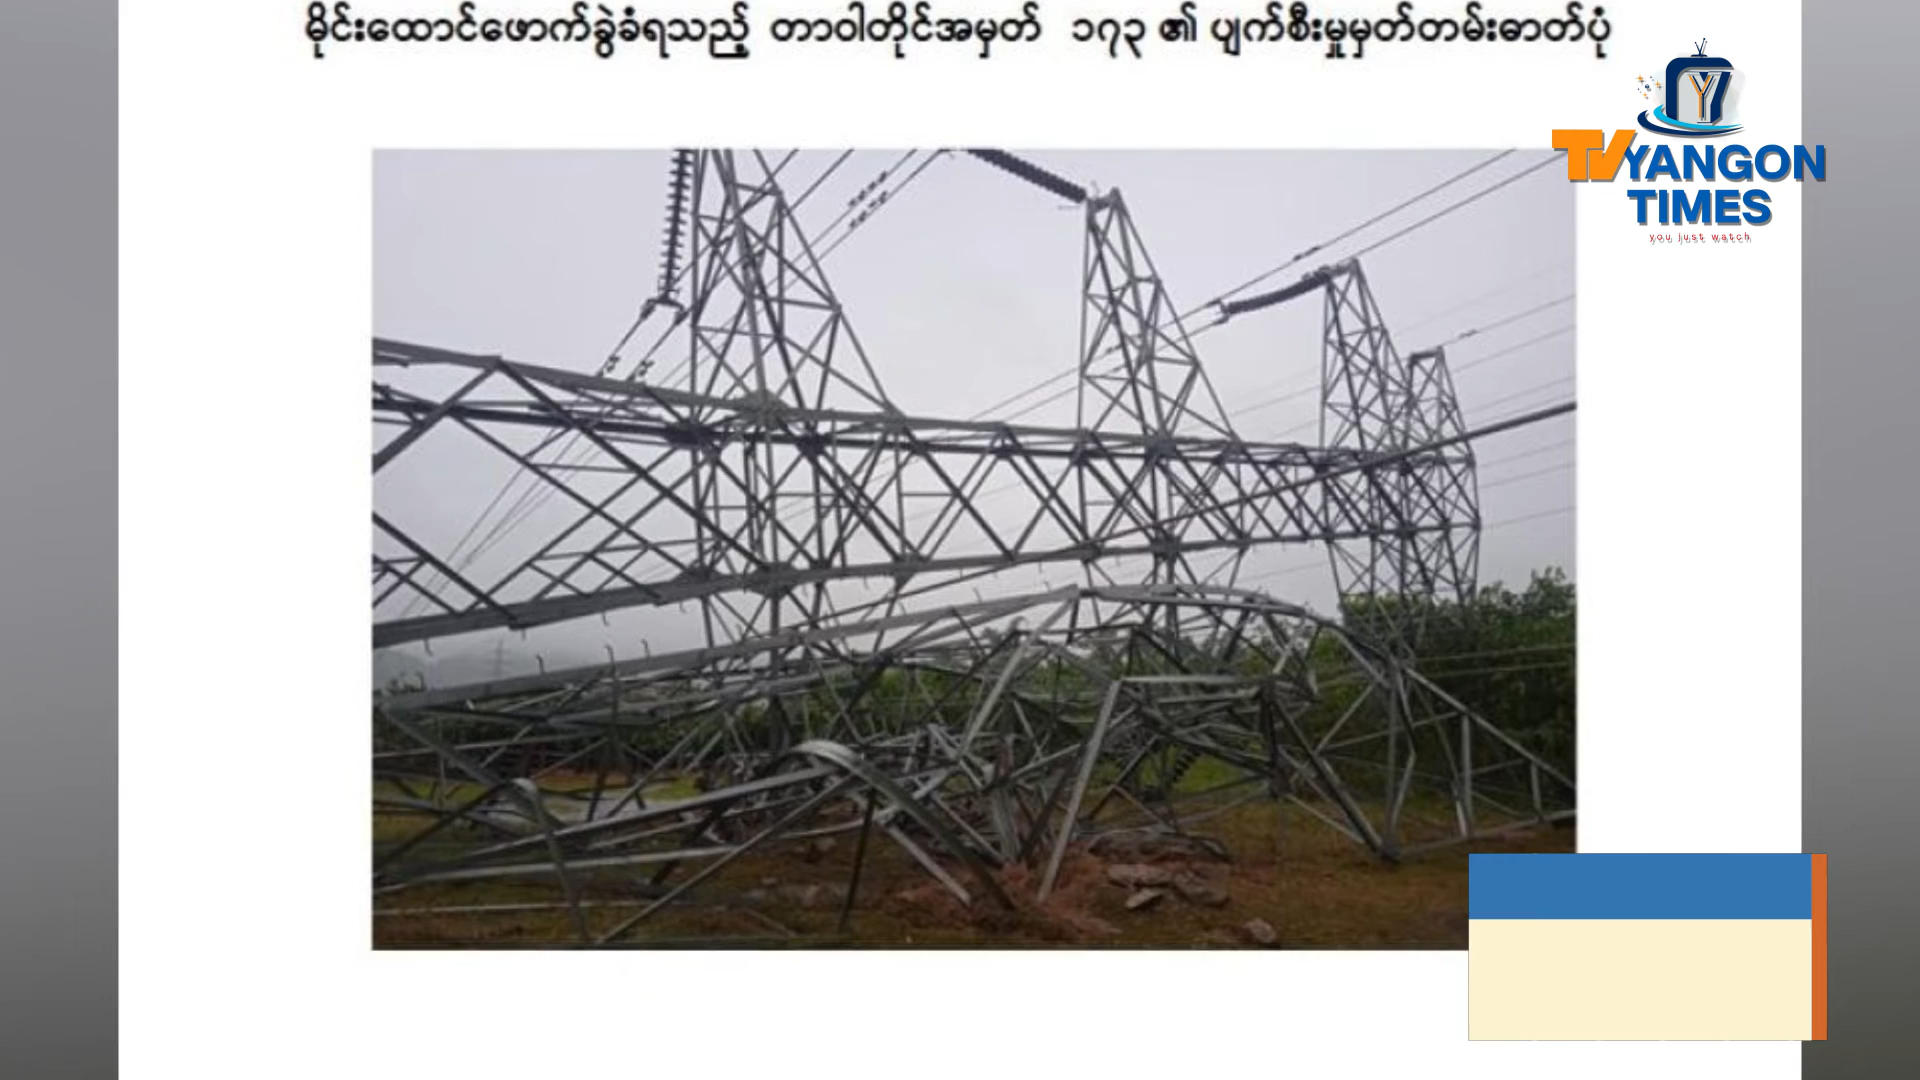 မိုင်းထောင်ဖောက်ခွဲခံရသည့် တာဝါတိုင်အမှတ် ၁၇၃ ၏ ပျက်စီးမှုမှတ်တမ်းဓာတ်ပုံ
TV YANGON
TIMES
you just watch